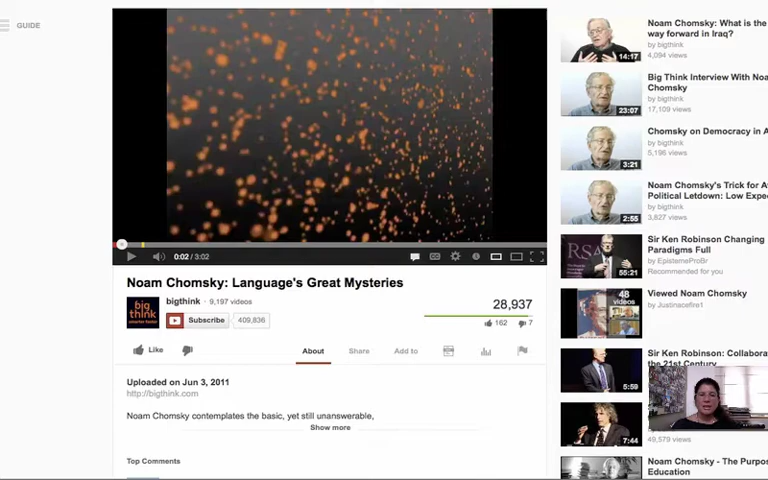 GUIDE
0:02 / 3:02
Noam Chomsky: Language's Great Mysteries
big
think
smarter faster
bigthink · 9,197 videos
Subscribe
409,836
28,937
162
7
Like
About
Share
Add to
Uploaded on Jun 3, 2011
http://bigthink.com
Noam Chomsky contemplates the basic, yet still unanswerable,
Show more
Top Comments
14:17
Noam Chomsky: What is the
way forward in Iraq?
by bigthink
4,094 views
23:07
Big Think Interview With Noa
Chomsky
by bigthink
17,109 views
3:21
Chomsky on Democracy in A
by bigthink
5,196 views
2:55
Noam Chomsky's Trick for A
Political Letdown: Low Expe
by bigthink
3,827 views
RSA
55:21
Sir Ken Robinson Changing
Paradigms Full
by EpistemeProBr
Recommended for you
48
videos
Viewed Noam Chomsky
by Justinacefire1
5:59
Sir Ken Robinson: Collabora
the 21st Century
7:44
49,579 views
Noam Chomsky - The Purpos
Education